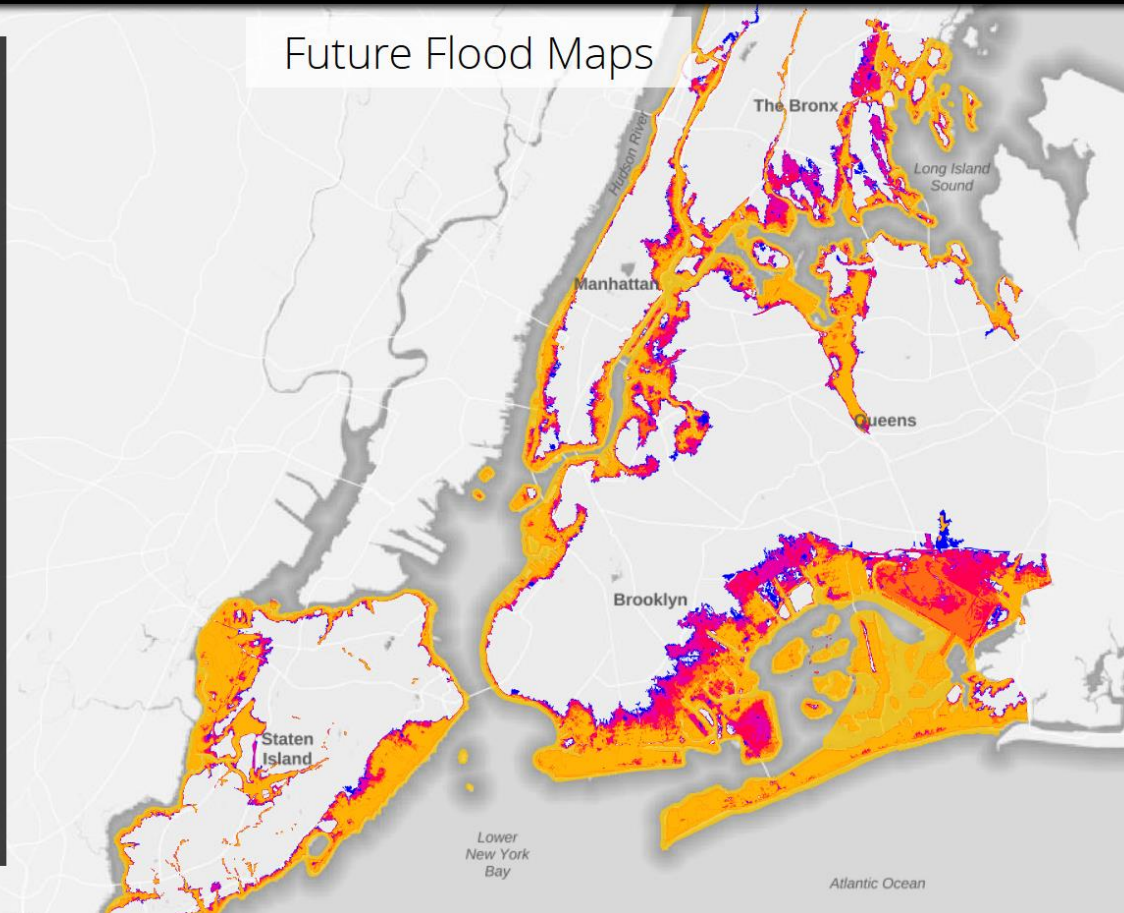 Future Flood Maps
The Bronx
Hudson River
Long Island
Sound
Manhattan
Queens
Brooklyn
Staten
Island
Lower
New York
Bay
Atlantic Ocean